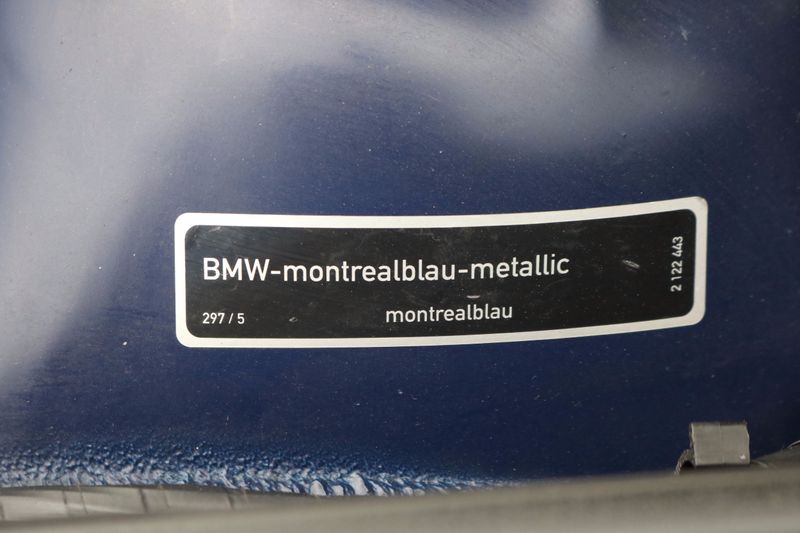 BMW-montrealblau-metallic
297 / 5
montrealblau
2 122 443